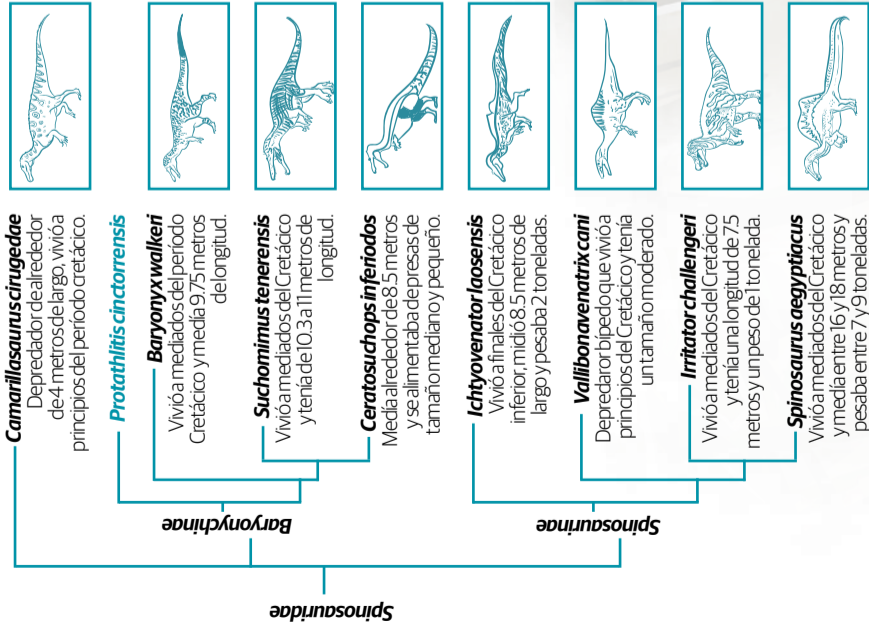 Camarillasaurus cirugedae
Depredador de alrededor
de 4 metros de largo, vivió a
principios del período cretácico.
Protathlitis cinctorrensis
Baryonyx walkeri
Vivió a mediados del período
Cretácico y medía 9.75 metros
de longitud.
Suchomimus tenerensis
Vivió a mediados del Cretácico
y tenía de 10.3 a 11 metros de
longitud.
Ceratosuchops inferiodos
Medía alrededor de 8.5 metros
y se alimentaba de presas de
tamaño mediano y pequeño.
Ichtyovenator laosensis
Vivió a finales del Cretácico
inferior, midió 8.5 metros de
largo y pesaba 2 toneladas.
Vallibonavenatrix cani
Depredaror bípedo que vivió a
principios del Cretácico y tenía
un tamaño moderado.
Irritator challengeri
Vivió a mediados del Cretácico
y tenía una longitud de 7.5
metros y un peso de 1 tonelada.
Spinosaurus aegyptiacus
Vivió a mediados del Cretácico
y medía entre 16 y 18 metros y
pesaba entre 7 y 9 toneladas.
Baryonychinae
Spinosaurinae
Spinosauridae